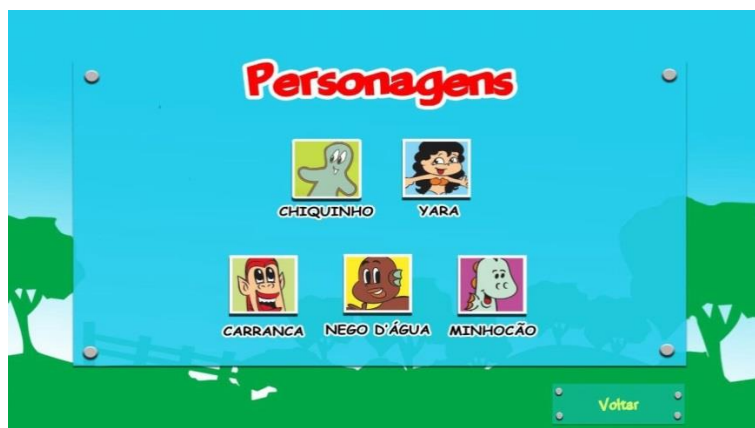 Personagens
CHIQUINHO YARA
CARRANCA NEGO D'ÁGUA MINHOCÃO
Voltar